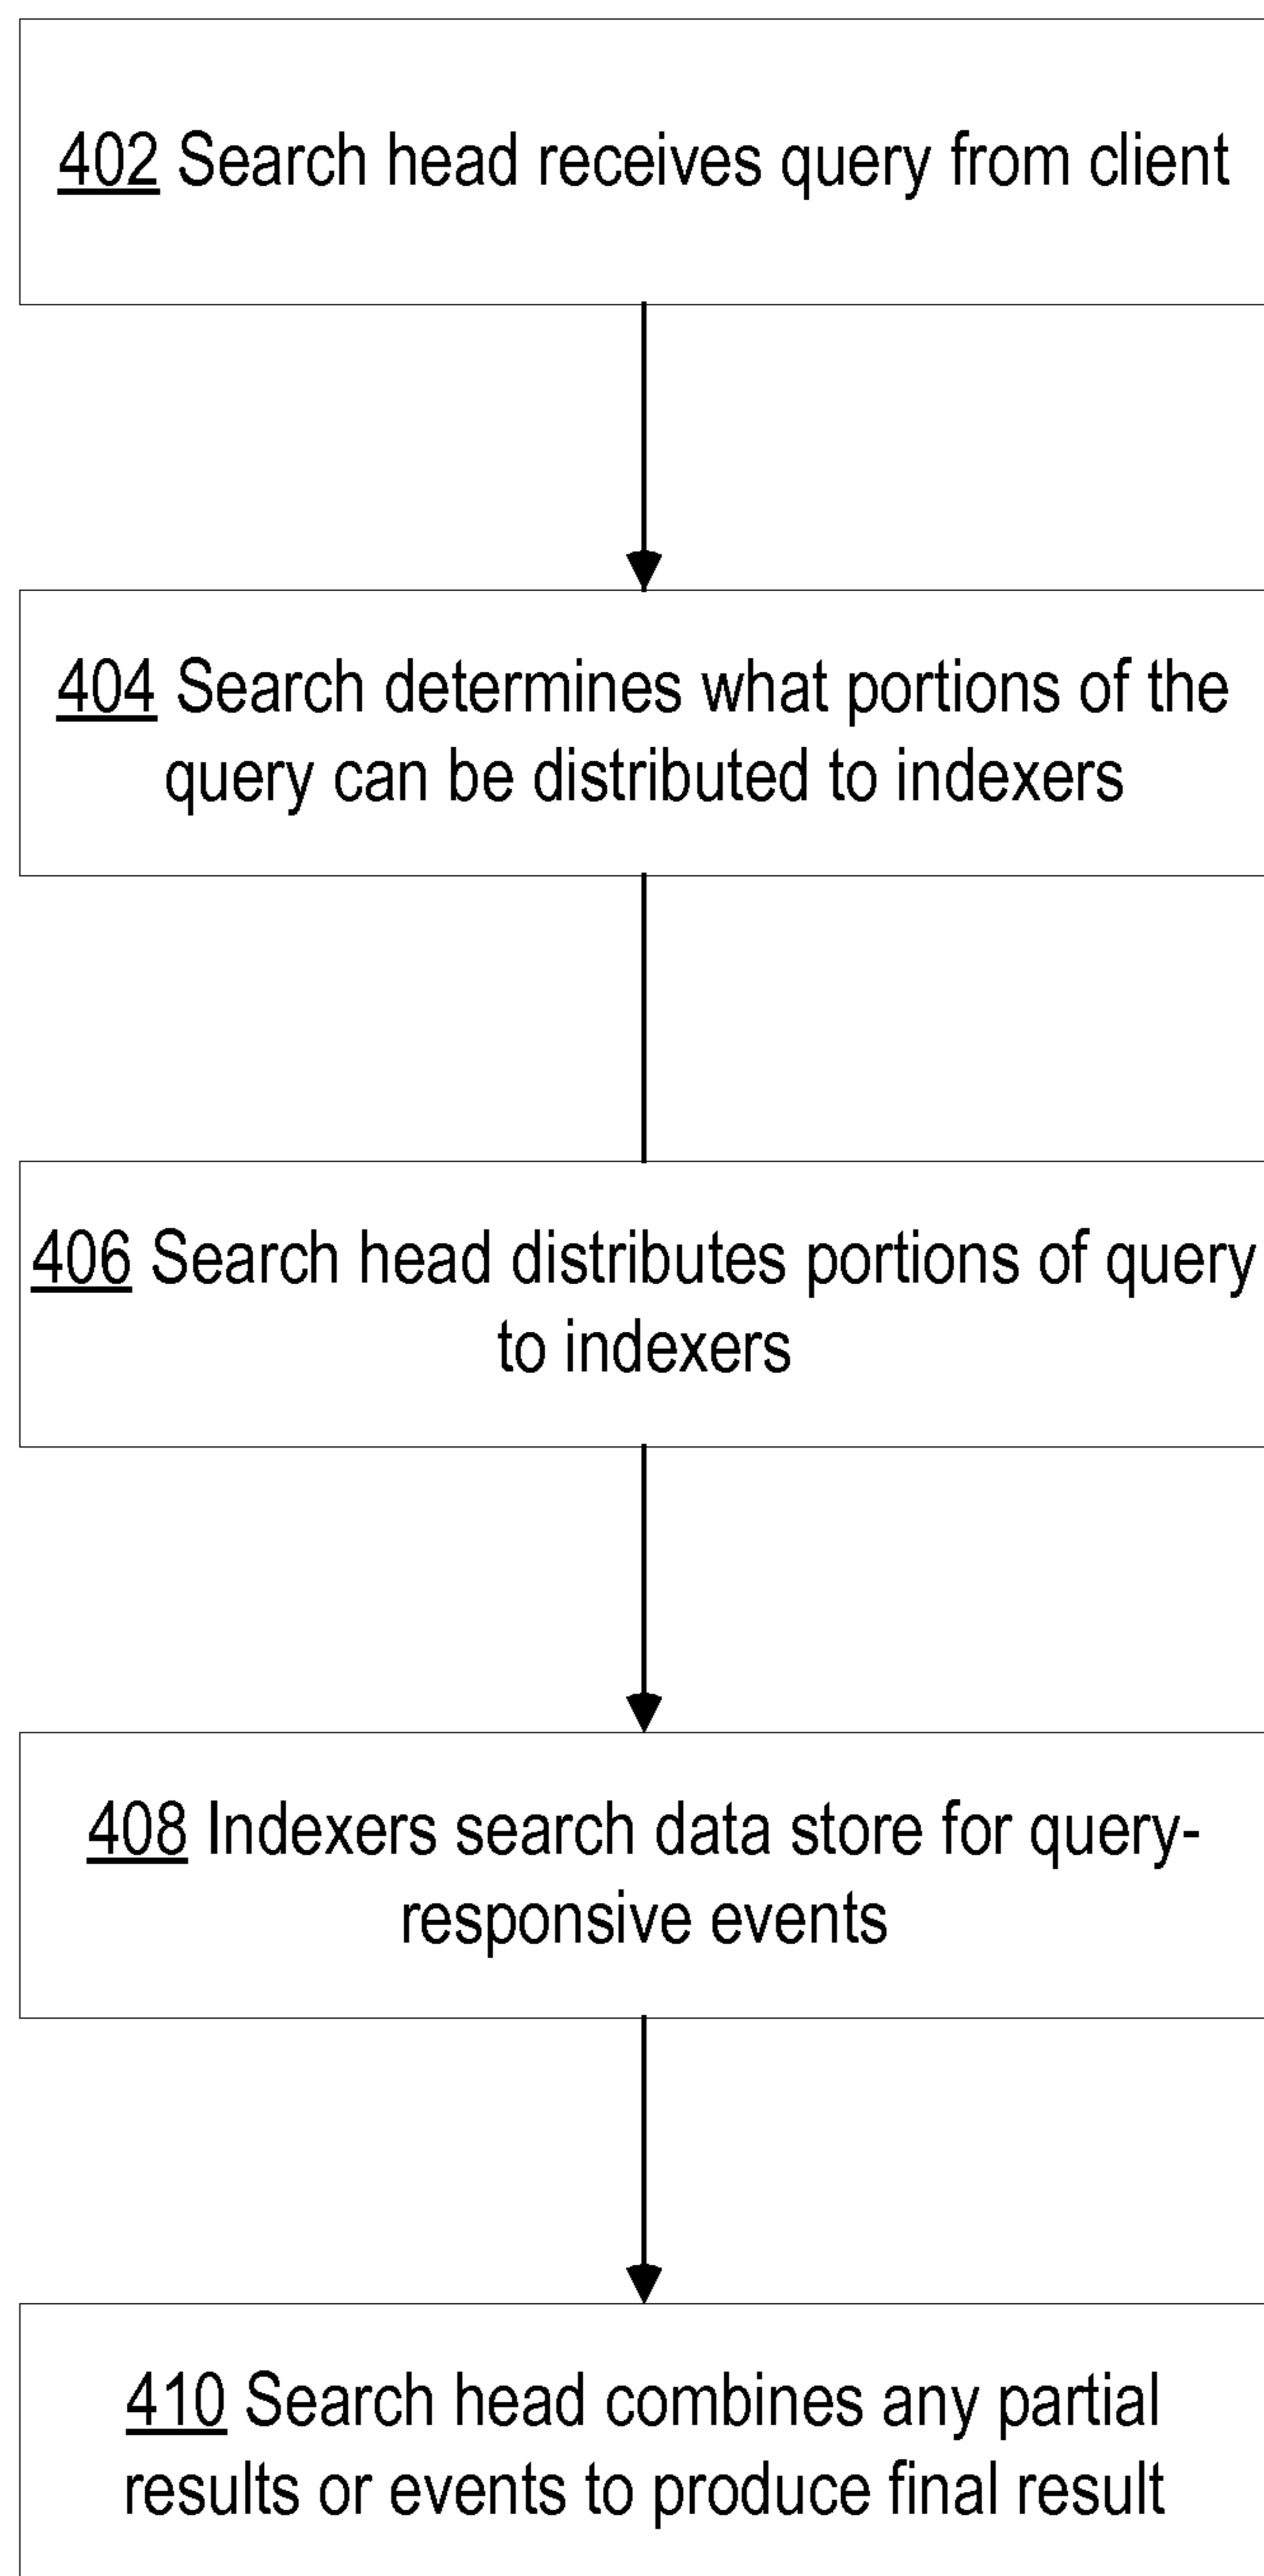 402 Search head receives query from client
404 Search determines what portions of the
query can be distributed to indexers
406 Search head distributes portions of query
to indexers
408 Indexers search data store for query-
responsive events
410 Search head combines any partial
results or events to produce final result